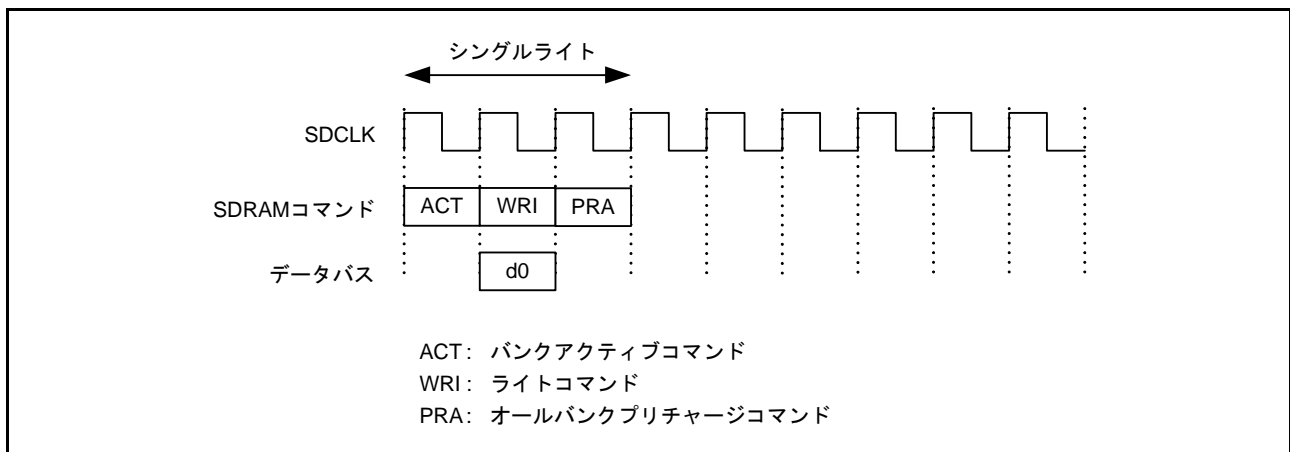 シングルライト
SDCLK
SDRAMコマンド ACT WRI PRA
データバス d0
ACT: バンクアクティブコマンド
WRI: ライトコマンド
PRA: オールバンクプリチャージコマンド